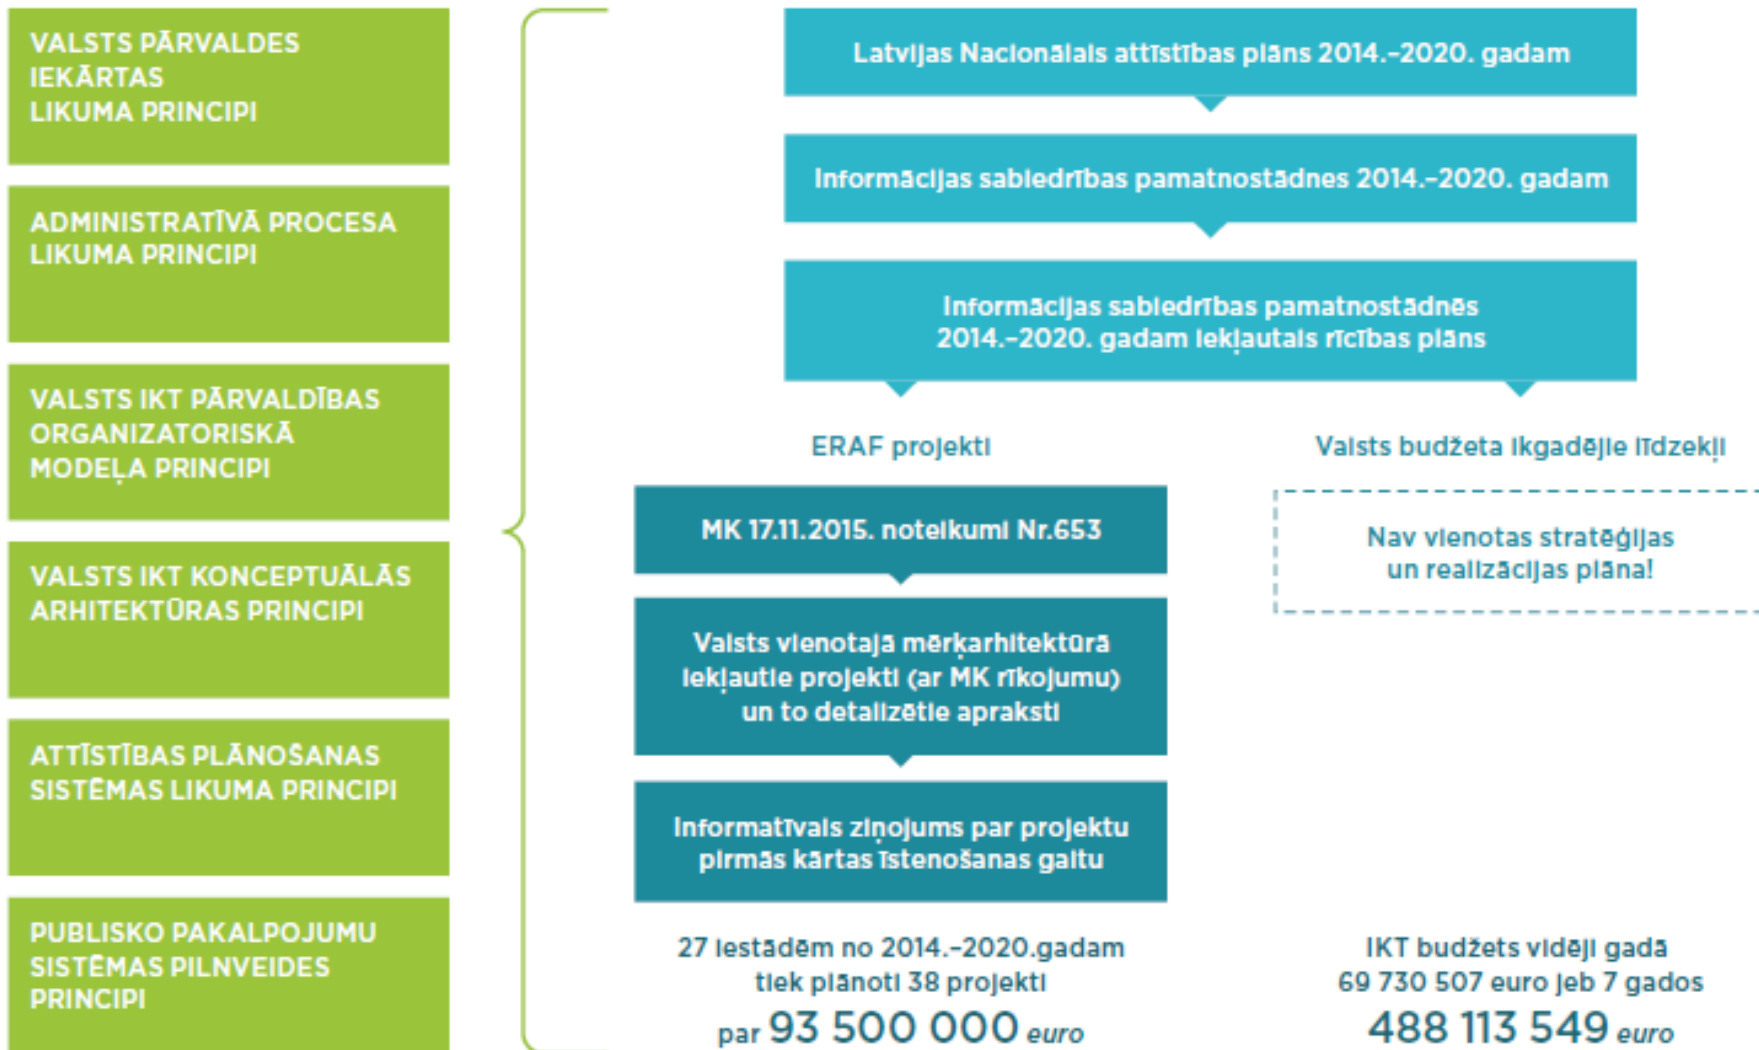 VALSTS PĀRVALDES
IEKĀRTAS
LIKUMA PRINCIPI
ADMINISTRATĪVĀ PROCESA
LIKUMA PRINCIPI
VALSTS IKT PĀRVALDĪBAS
ORGANIZATORISKĀ
MODEĻA PRINCIPI
VALSTS IKT KONCEPTUĀLĀS
ARHITEKTŪRAS PRINCIPI
ATTĪSTĪBAS PLĀNOŠANAS
SISTĒMAS LIKUMA PRINCIPI
PUBLISKO PAKALPOJUMU
SISTĒMAS PILNVEIDES
PRINCIPI
Latvijas Nacionālais attīstības plāns 2014.–2020. gadam
Informācijas sabiedrības pamatnostādnes 2014.–2020. gadam
Informācijas sabiedrības pamatnostādnēs
2014.–2020. gadam iekļautais rīcības plāns
ERAF projekti
MK 17.11.2015. noteikumi Nr.653
Valsts vienotajā mērķarhitektūrā
iekļautie projekti (ar MK rīkojumu)
un to detalizētie apraksti
Informatīvais ziņojums par projektu
pirmās kārtas īstenošanas gaitu
27 iestādēm no 2014.–2020.gadam
tiek plānoti 38 projekti
par 93 500 000 euro
Valsts budžeta ikgadējie līdzekļi
Nav vienotas stratēģijas
un realizācijas plāna!
IKT budžets vidēji gadā
69 730 507 euro jeb 7 gados
488 113 549 euro